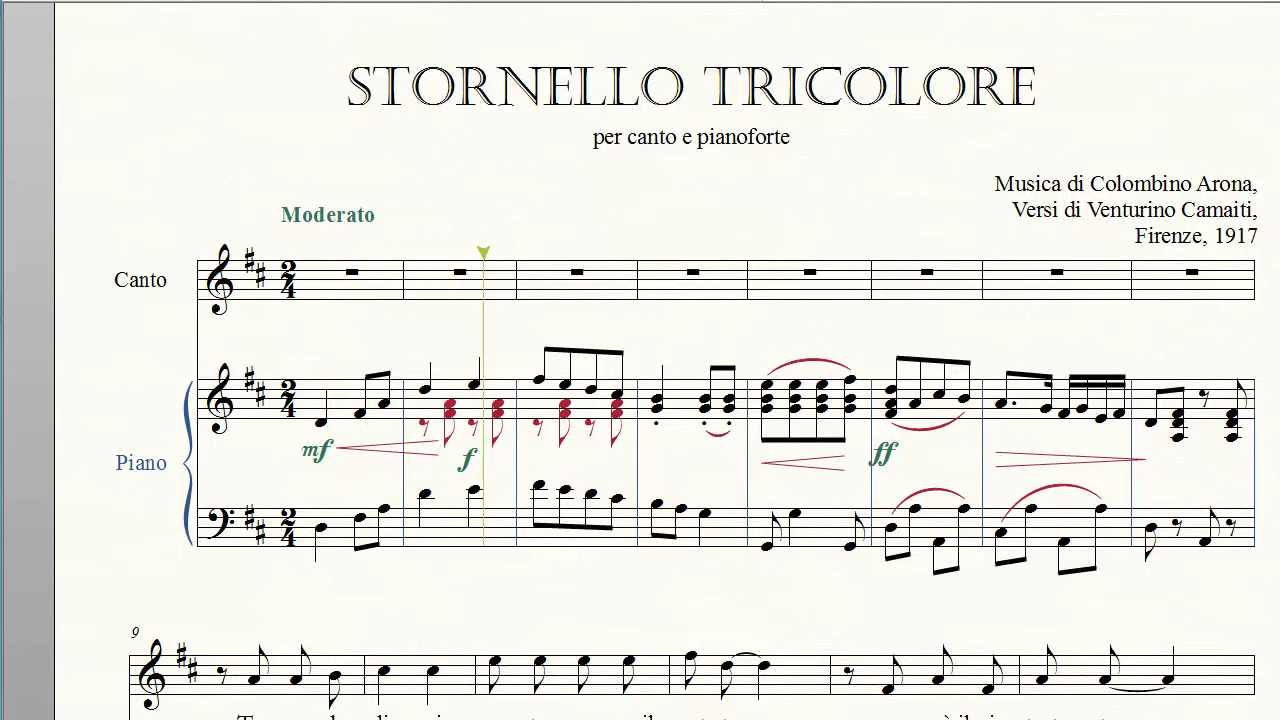 STORNELLO TRICOLORE
per canto e pianoforte
Musica di Colombino Arona,
Versi di Venturino Camaiti,
Firenze, 1917
Moderato
Canto
Piano
mf
f
ff
9